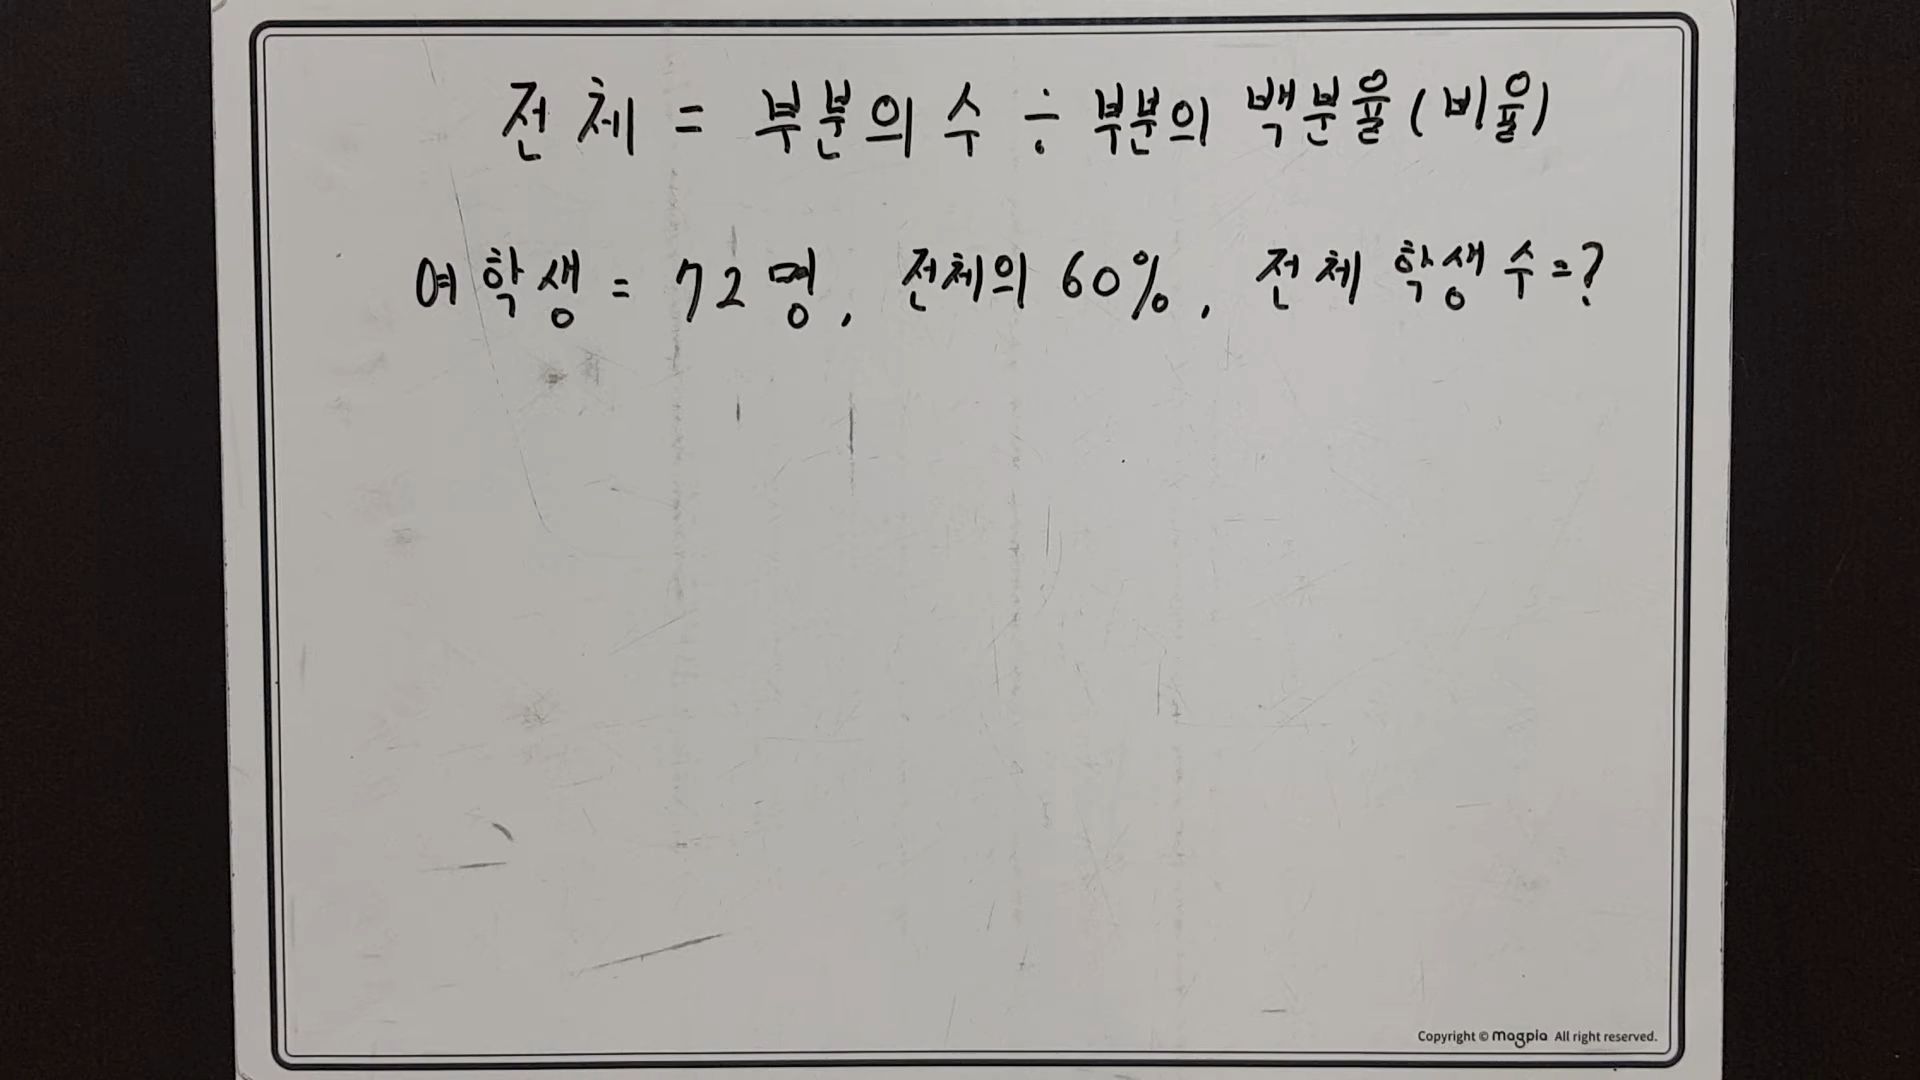 전체 = 부분의 수 ÷ 부분의 백분율(비율)
여학생 = 72명, 전체의 60%, 전체 학생 수=?
Copyright © magpia All right reserved.